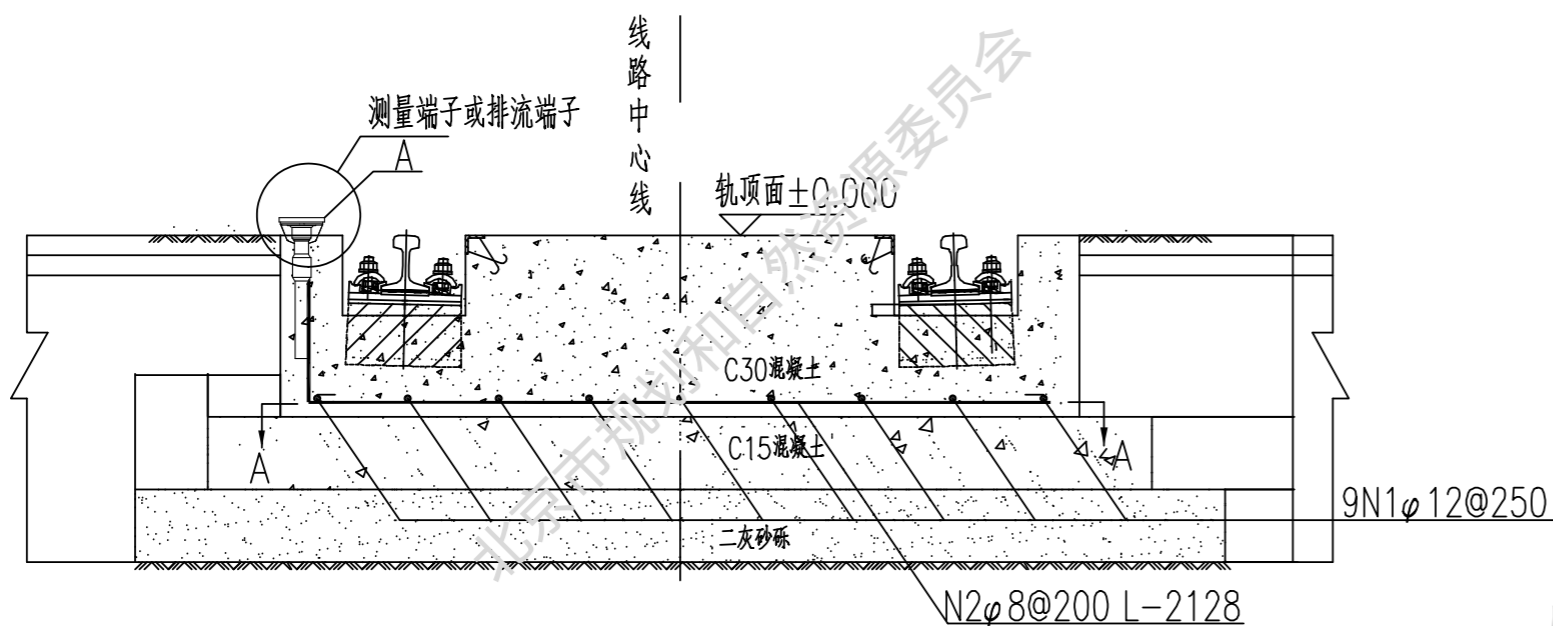 线路中心线
测量端子或排流端子
A
轨顶面±0.000
C30混凝土
C15混凝土
A
A
9N1φ12@250
二灰砂砾
N2φ8@200 L-2128
北京市规划和自然资源委员会